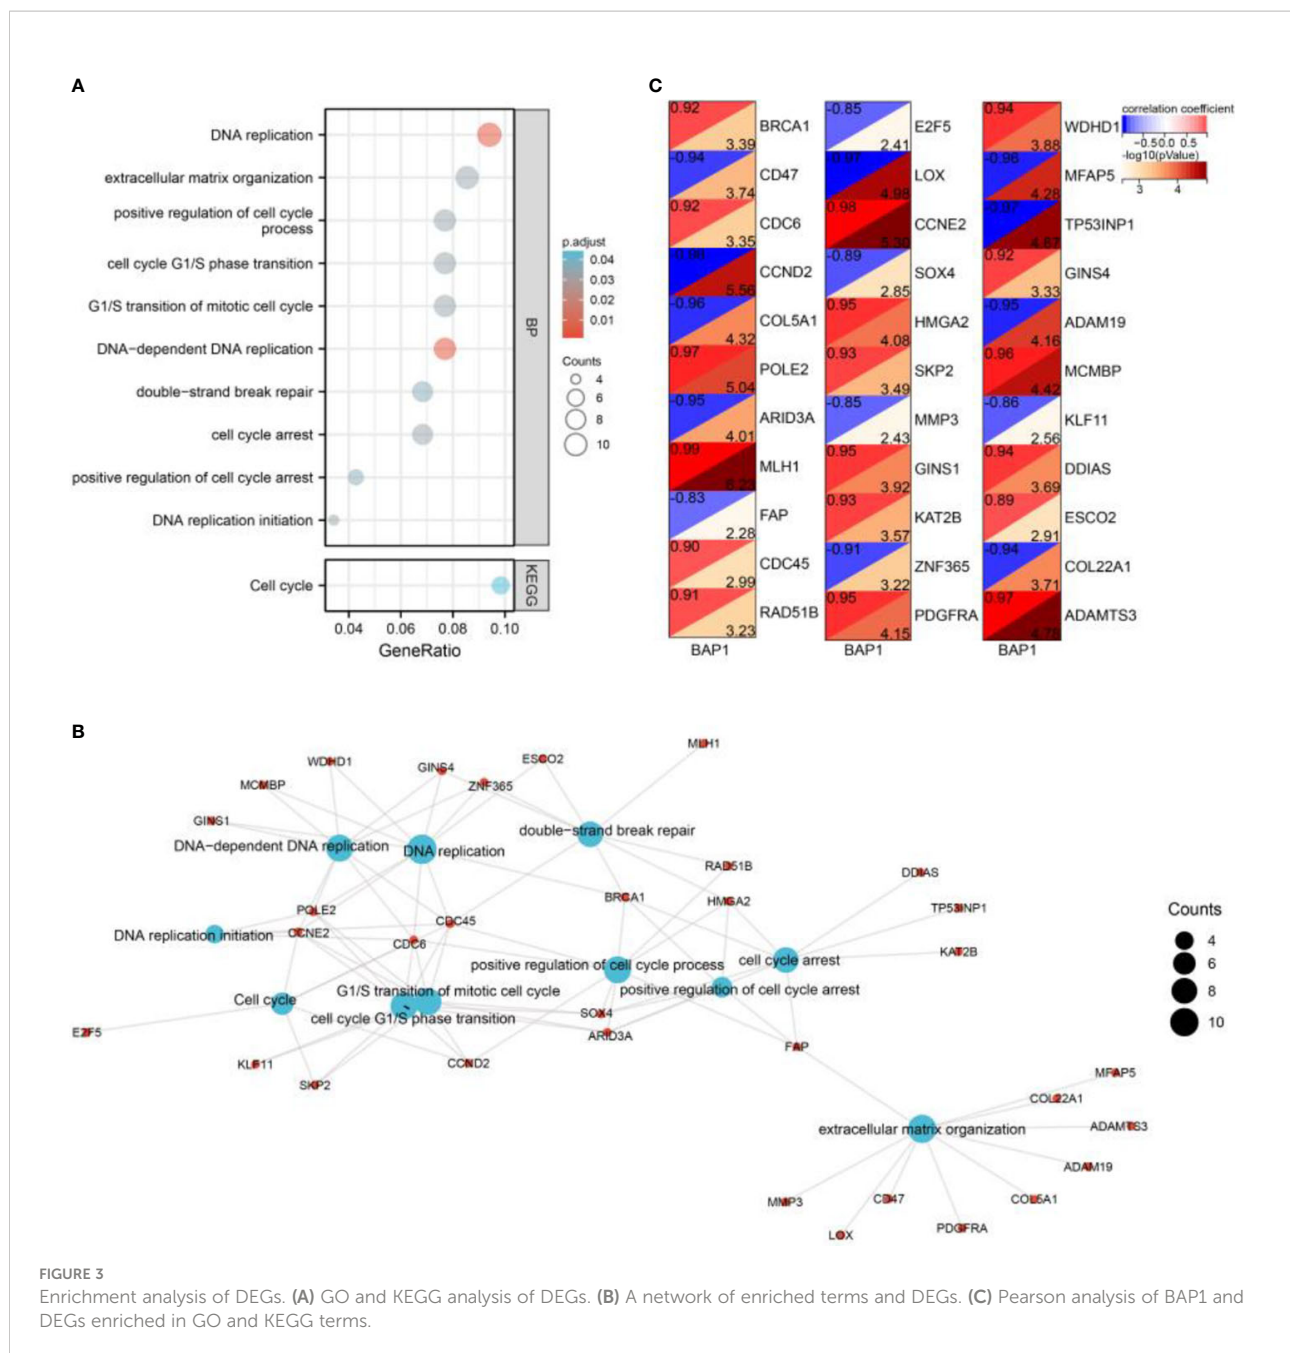 A
DNA replication
extracellular matrix organization
positive regulation of cell cycle
process
cell cycle G1/S phase transition
G1/S transition of mitotic cell cycle
DNA-dependent DNA replication
double-strand break repair
cell cycle arrest
positive regulation of cell cycle arrest
DNA replication initiation
Cell cycle
BP
KEGG
0.04 0.06 0.08 0.10
GeneRatio
p.adjust
0.04
0.03
0.02
0.01
Counts
4
6
8
10
C
0.92 3.39 BRCA1
-0.94 3.74 CD47
0.92 3.35 CDC6
5.56 CCND2
-0.96 4.32 COL5A1
0.97 5.04 POLE2
-0.95 4.01 ARID3A
0.99 MLH1
-0.83 2.28 FAP
0.90 2.99 CDC45
0.91 3.23 RAD51B
BAP1
-0.85 2.41 E2F5
-0.97 4.98 LOX
0.98 5.30 CCNE2
-0.89 2.85 SOX4
0.95 4.08 HMGA2
0.93 3.49 SKP2
-0.85 2.43 MMP3
0.95 3.92 GINS1
0.93 3.57 KAT2B
-0.91 3.22 ZNF365
0.95 4.15 PDGFRA
BAP1
0.94 3.88 WDHD1
-0.96 4.28 MFAP5
-0.97 4.67 TP53INP1
0.92 3.33 GINS4
-0.95 4.16 ADAM19
0.96 4.42 MCMBP
-0.86 2.56 KLF11
0.94 3.69 DDIAS
0.89 2.91 ESCO2
-0.94 3.71 COL22A1
0.97 ADAMTS3
BAP1
correlation coefficient
-0.5 0.0 0.5
-log10(pValue)
3 4
B
MLH1
WDHD1
GINS4
ESCO2
MCMBP
ZNF365
GINS1
double-strand break repair
DNA-dependent DNA replication
DNA replication
RAD51B
DDIAS
BRCA1
HMGA2
POLE2
TP53INP1
CDC45
DNA replication initiation
CCNE2
CDC6
KAT2B
positive regulation of cell cycle process
cell cycle arrest
G1/S transition of mitotic cell cycle
positive regulation of cell cycle arrest
Cell cycle
cell cycle G1/S phase transition
SOX4
E2F5
ARID3A
FAP
KLF11
CCND2
SKP2
MFAP5
COL22A1
extracellular matrix organization
ADAMTS3
ADAM19
MMP3
CD47
COL5A1
LOX
PDGFRA
Counts
4
6
8
10
FIGURE 3
Enrichment analysis of DEGs. (A) GO and KEGG analysis of DEGs. (B) A network of enriched terms and DEGs. (C) Pearson analysis of BAP1 and
DEGs enriched in GO and KEGG terms.